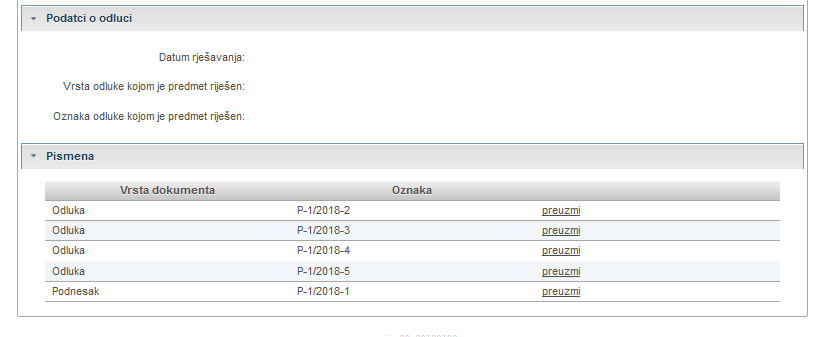 Podatci o odluci
Datum rješavanja:
Vrsta odluke kojom je predmet riješen:
Oznaka odluke kojom je predmet riješen:
Pismena
Vrsta dokumenta Oznaka
Odluka P-1/2018-2 preuzmi
Odluka P-1/2018-3 preuzmi
Odluka P-1/2018-4 preuzmi
Odluka P-1/2018-5 preuzmi
Podnesak P-1/2018-1 preuzmi